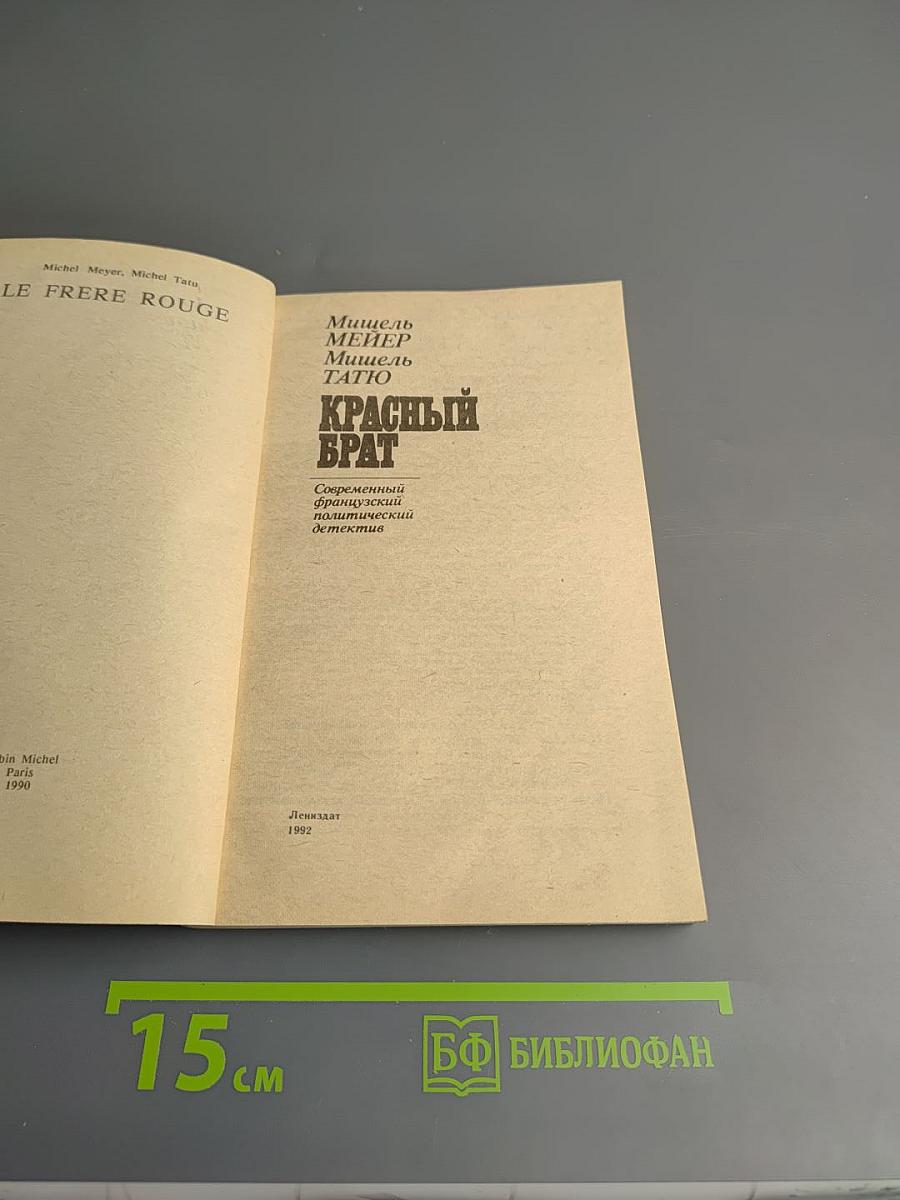 Michel Meyer, Michel Tatu
LE FRERE ROUGE
bin Michel
Paris
1990
Мишель
МЕЙЕР
Мишель
ТАТЮ
КРАСНЫЙ
БРАТ
Современный
французский
политический
детектив
Лениздат
1992
15 см
БФ БИБЛИОФАН